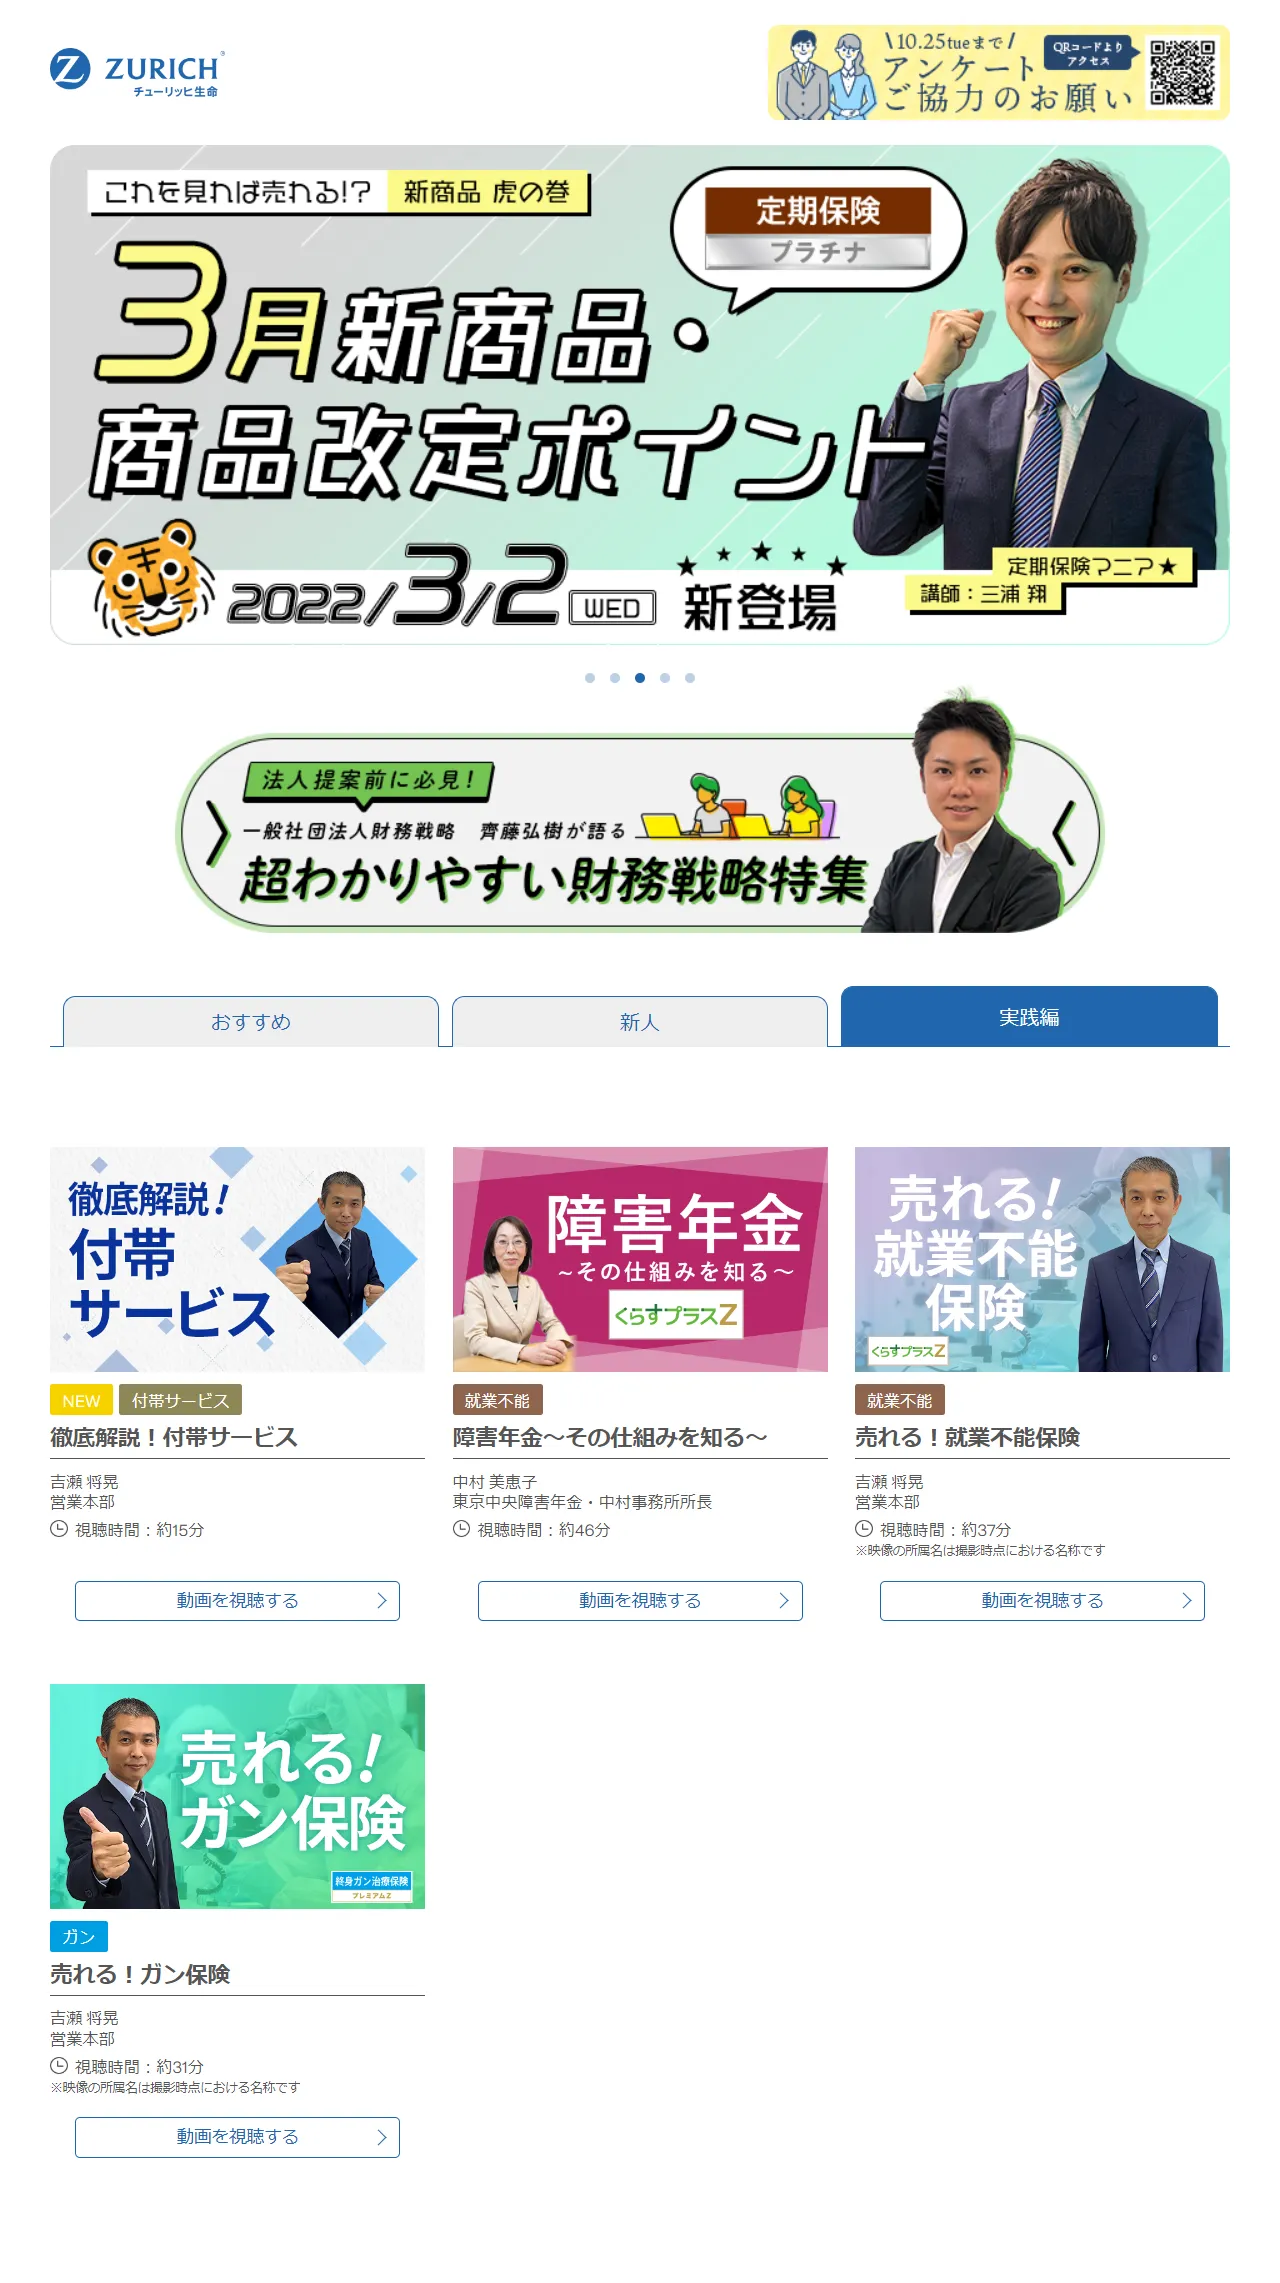 ZURICH
チューリッヒ生命
\10.25tueまで/
アンケート
ご協力のお願い
QRコードより
アクセス
これを見れば売れる!? 新商品 虎の巻
定期保険
プラチナ
3月新商品・
商品改定ポイント
2022/3/2 WED
★★★★★
新登場
定期保険マニア★
講師：三浦 翔
法人提案前に必見！
一般社団法人財務戦略 齊藤弘樹が語る
超わかりやすい財務戦略特集
おすすめ
新人
実践編
徹底解説！
付帯
サービス
NEW 付帯サービス
徹底解説！付帯サービス
吉瀬 将晃
営業本部
視聴時間：約15分
動画を視聴する
障害年金
～その仕組みを知る～
くらすプラスZ
就業不能
障害年金～その仕組みを知る～
中村 美恵子
東京中央障害年金・中村事務所所長
視聴時間：約46分
動画を視聴する
売れる！
就業不能
保険
くらすプラスZ
就業不能
売れる！就業不能保険
吉瀬 将晃
営業本部
視聴時間：約37分
※映像の所属名は撮影時点における名称です
動画を視聴する
売れる！
ガン保険
終身ガン治療保険
プレミアムZ
ガン
売れる！ガン保険
吉瀬 将晃
営業本部
視聴時間：約31分
※映像の所属名は撮影時点における名称です
動画を視聴する